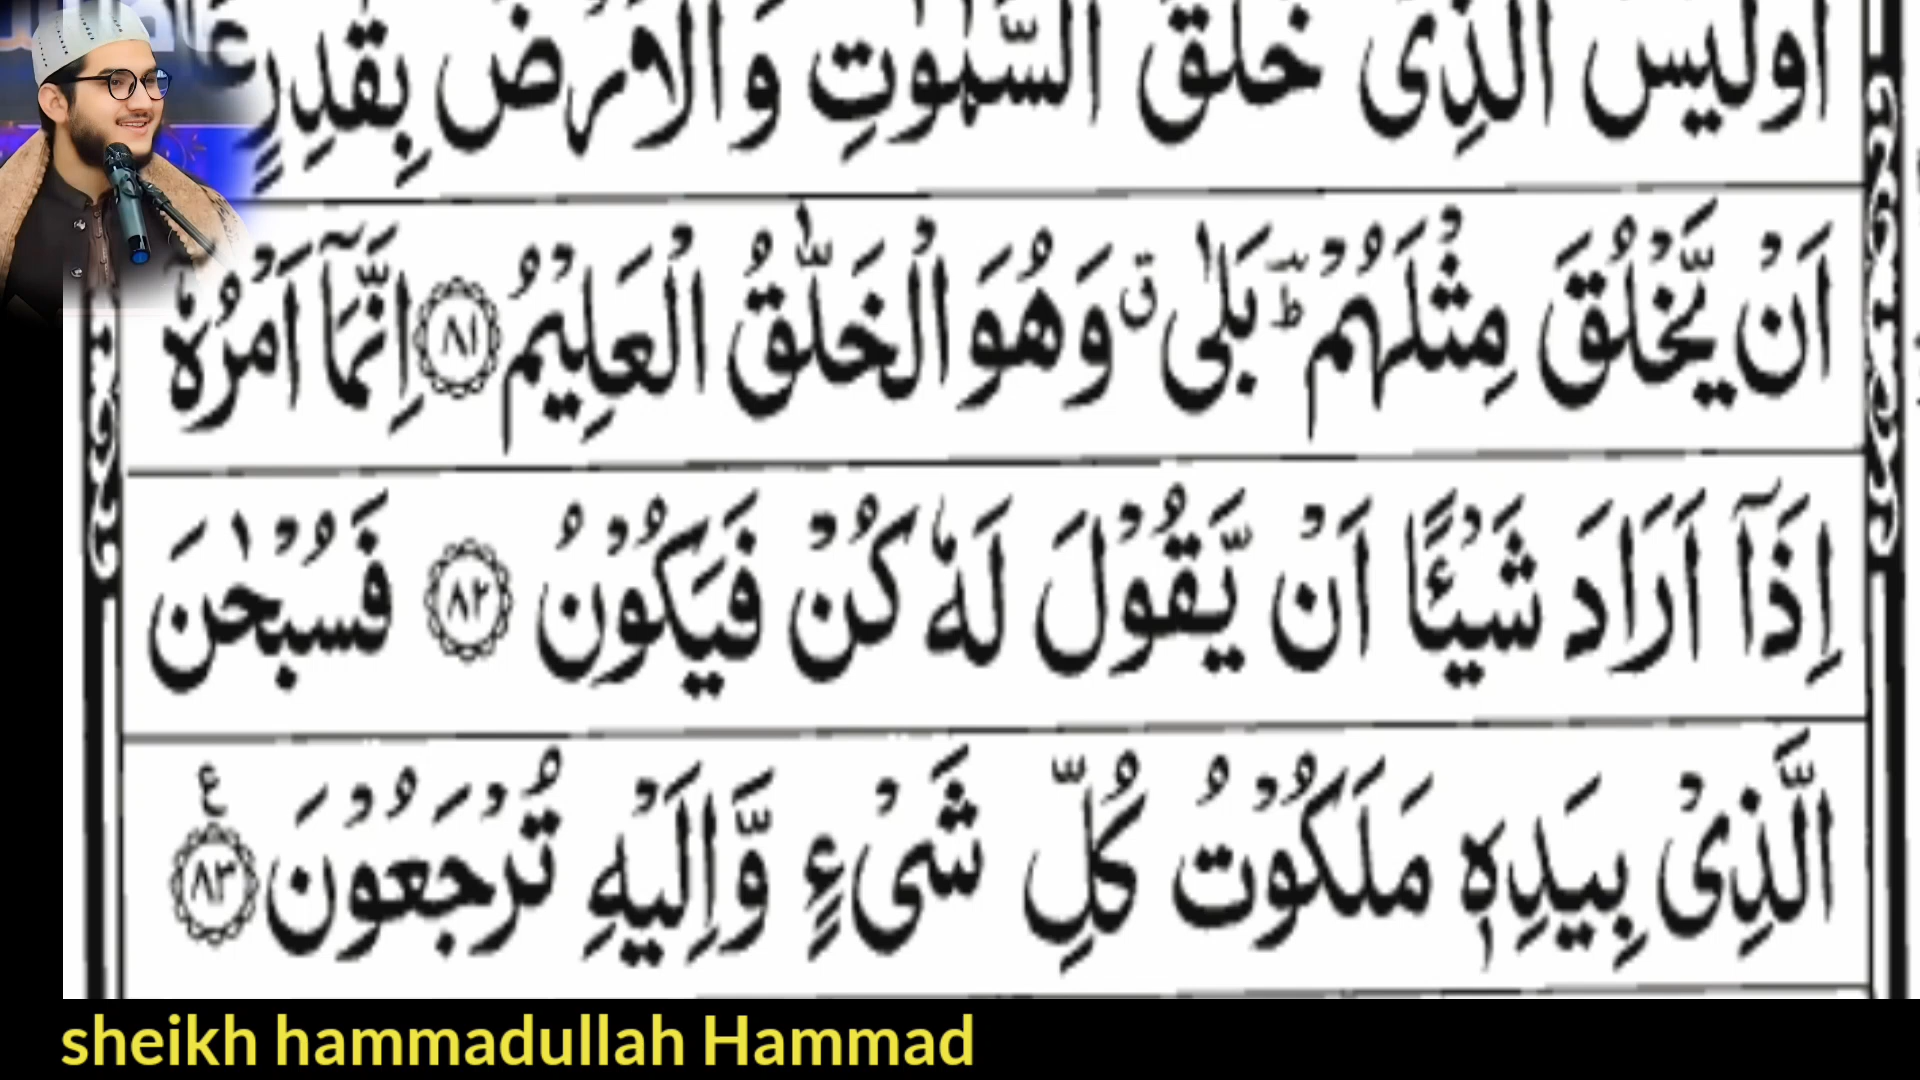 اَوَلَيْسَ الَّذِیْ خَلَقَ السَّمٰوٰتِ وَالْاَرْضَ بِقٰدِرٍ
اَنْ يَّخْلُقَ مِثْلَهُمْ ؕ بَلٰى ۗ وَهُوَ الْخَلّٰقُ الْعَلِيْمُ ۝۸۱ اِنَّمَاۤ اَمْرُهٗۤ
اِذَاۤ اَرَادَ شَيْـًٔا اَنْ يَّقُوْلَ لَهٗ كُنْ فَيَكُوْنُ ۝۸۲ فَسُبْحٰنَ
الَّذِیْ بِيَدِهٖ مَلَكُوْتُ كُلِّ شَیْءٍ وَّاِلَيْهِ تُرْجَعُوْنَ ۝۸۳ ع
sheikh hammadullah Hammad